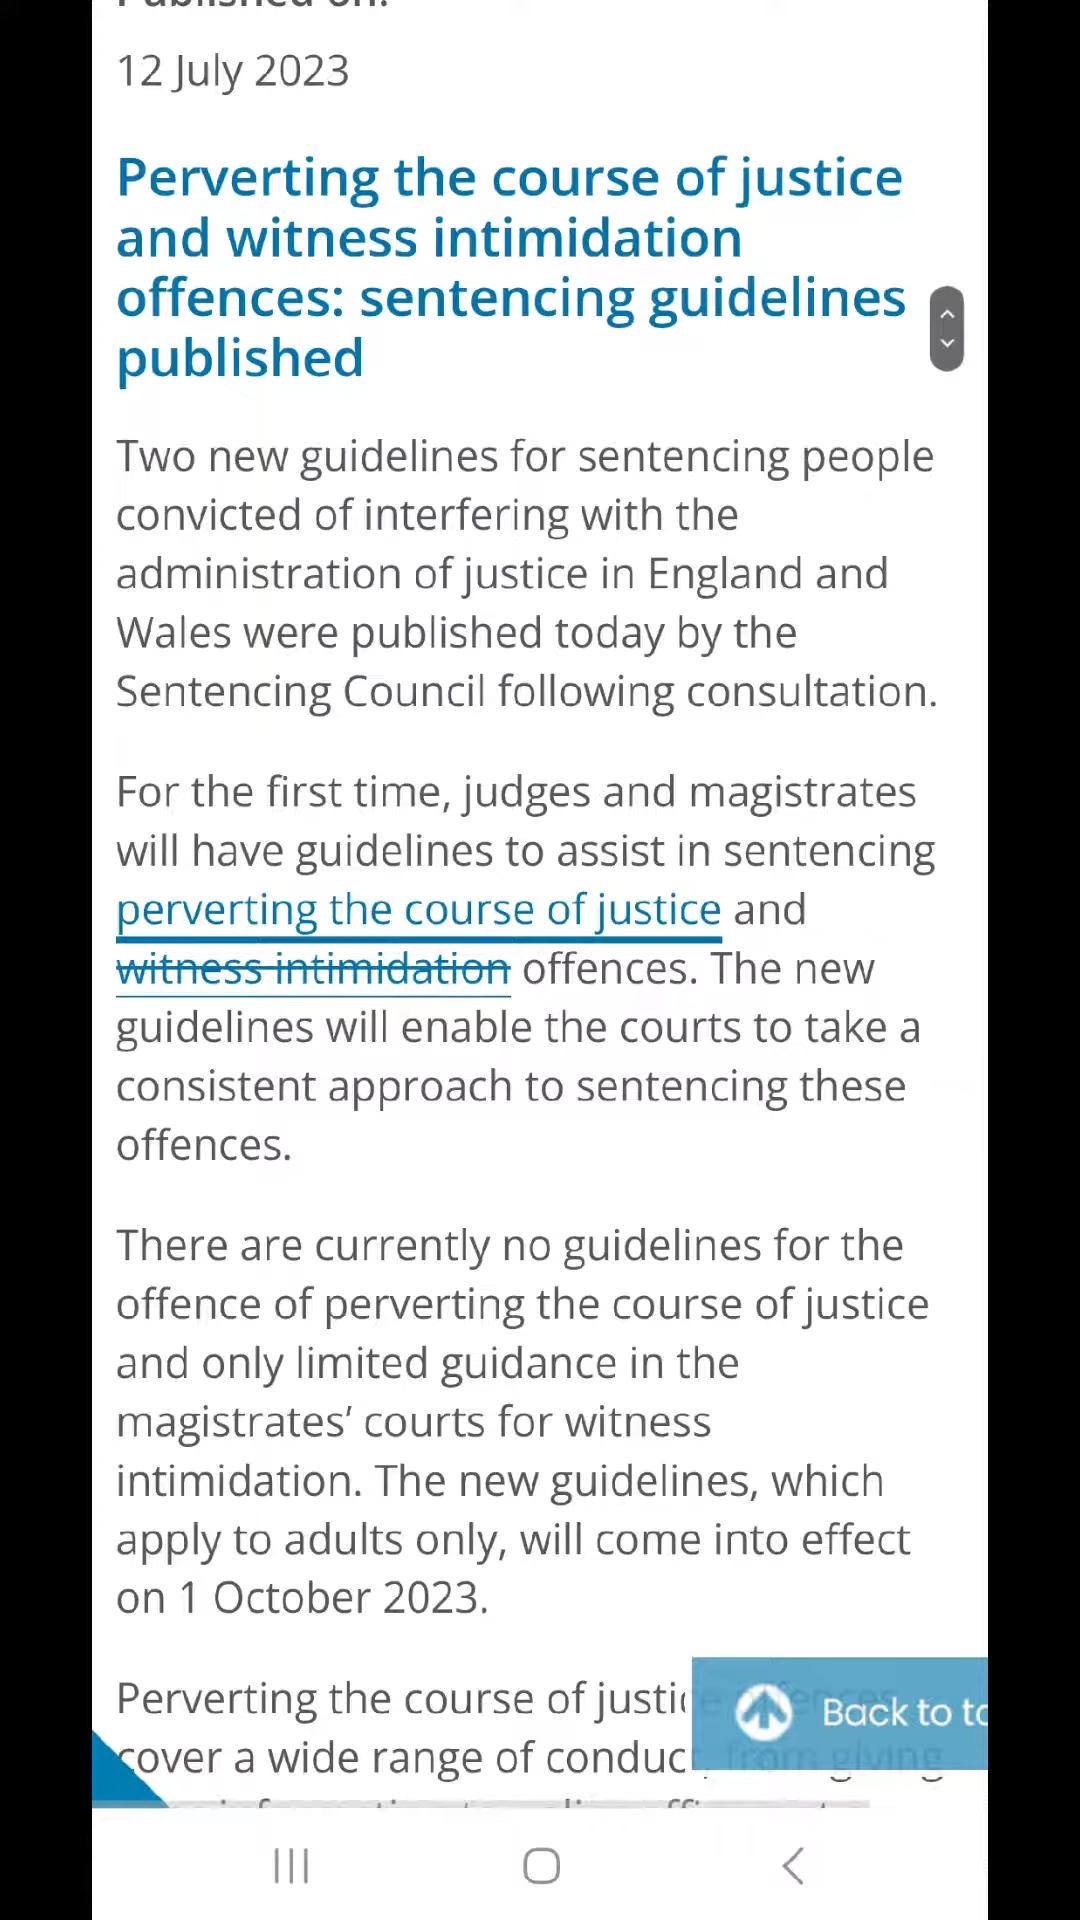 12 July 2023
Perverting the course of justice
and witness intimidation
offences: sentencing guidelines
published
Two new guidelines for sentencing people
convicted of interfering with the
administration of justice in England and
Wales were published today by the
Sentencing Council following consultation.
For the first time, judges and magistrates
will have guidelines to assist in sentencing
perverting the course of justice and
witness intimidation offences. The new
guidelines will enable the courts to take a
consistent approach to sentencing these
offences.
There are currently no guidelines for the
offence of perverting the course of justice
and only limited guidance in the
magistrates’ courts for witness
intimidation. The new guidelines, which
apply to adults only, will come into effect
on 1 October 2023.
Perverting the course of justice offences
Back to to
cover a wide range of conduct, from giving